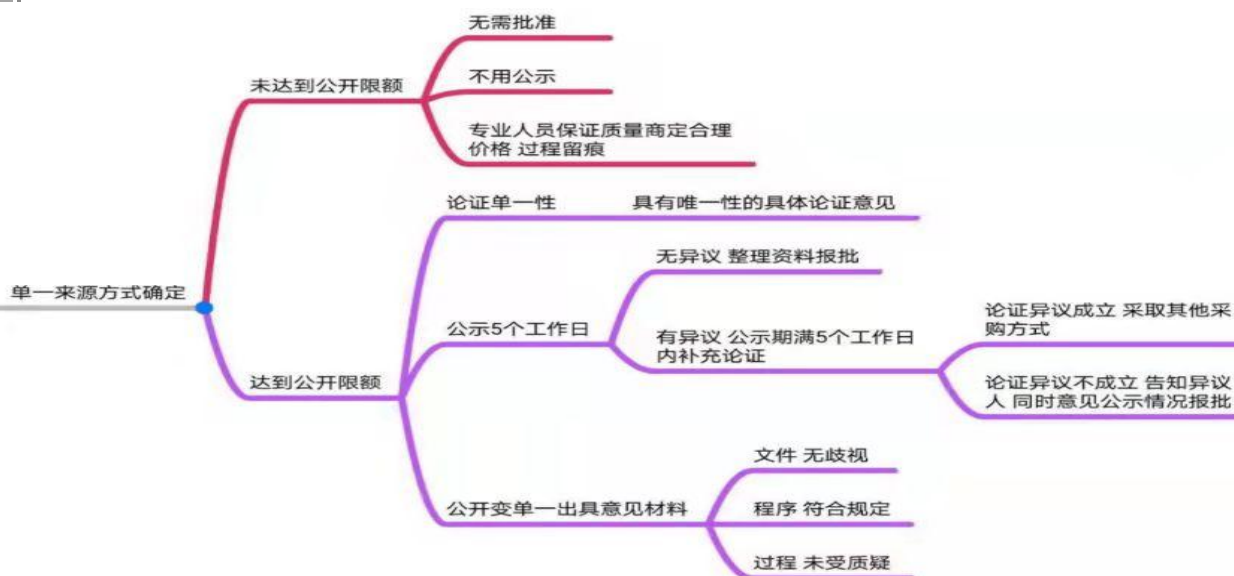 无需批准
未达到公开限额
不用公示
专业人员保证质量商定合理
价格 过程留痕
论证单一性
具有唯一性的具体论证意见
无异议 整理资料报批
单一来源方式确定
公示5个工作日
有异议 公示期满5个工作日
内补充论证
论证异议成立 采取其他采
购方式
论证异议不成立 告知异议
人 同时意见公示情况报批
达到公开限额
公开变单一出具意见材料
文件 无歧视
程序 符合规定
过程 未受质疑